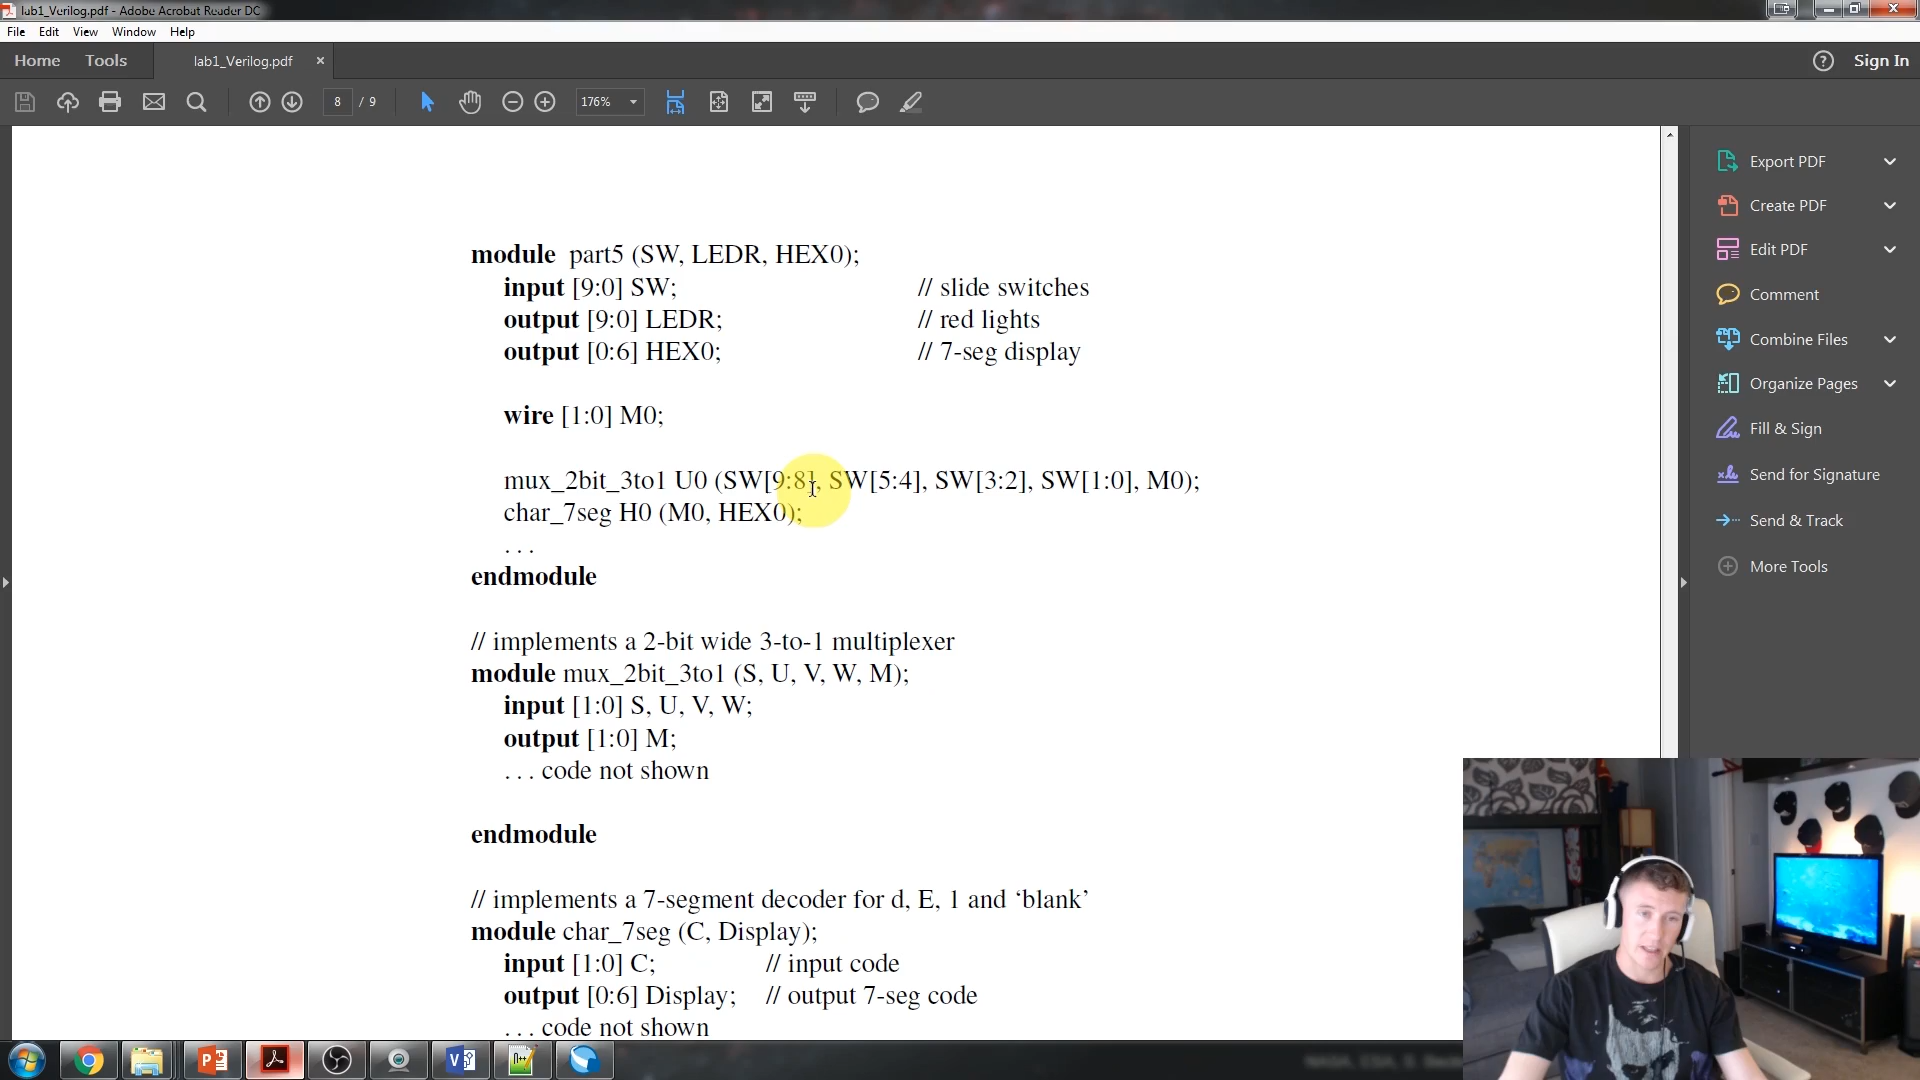 lab1_Verilog.pdf - Adobe Acrobat Reader DC
File Edit View Window Help
Home Tools lab1_Verilog.pdf × ? Sign In
8 / 9 176%
module part5 (SW, LEDR, HEX0);
input [9:0] SW; // slide switches
output [9:0] LEDR; // red lights
output [0:6] HEX0; // 7-seg display
wire [1:0] M0;
mux_2bit_3to1 U0 (SW[9:8], SW[5:4], SW[3:2], SW[1:0], M0);
char_7seg H0 (M0, HEX0);
. . .
endmodule
// implements a 2-bit wide 3-to-1 multiplexer
module mux_2bit_3to1 (S, U, V, W, M);
input [1:0] S, U, V, W;
output [1:0] M;
. . . code not shown
endmodule
// implements a 7-segment decoder for d, E, 1 and ‘blank’
module char_7seg (C, Display);
input [1:0] C; // input code
output [0:6] Display; // output 7-seg code
. . . code not shown
Export PDF
Create PDF
Edit PDF
Comment
Combine Files
Organize Pages
Fill & Sign
Send for Signature
Send & Track
More Tools